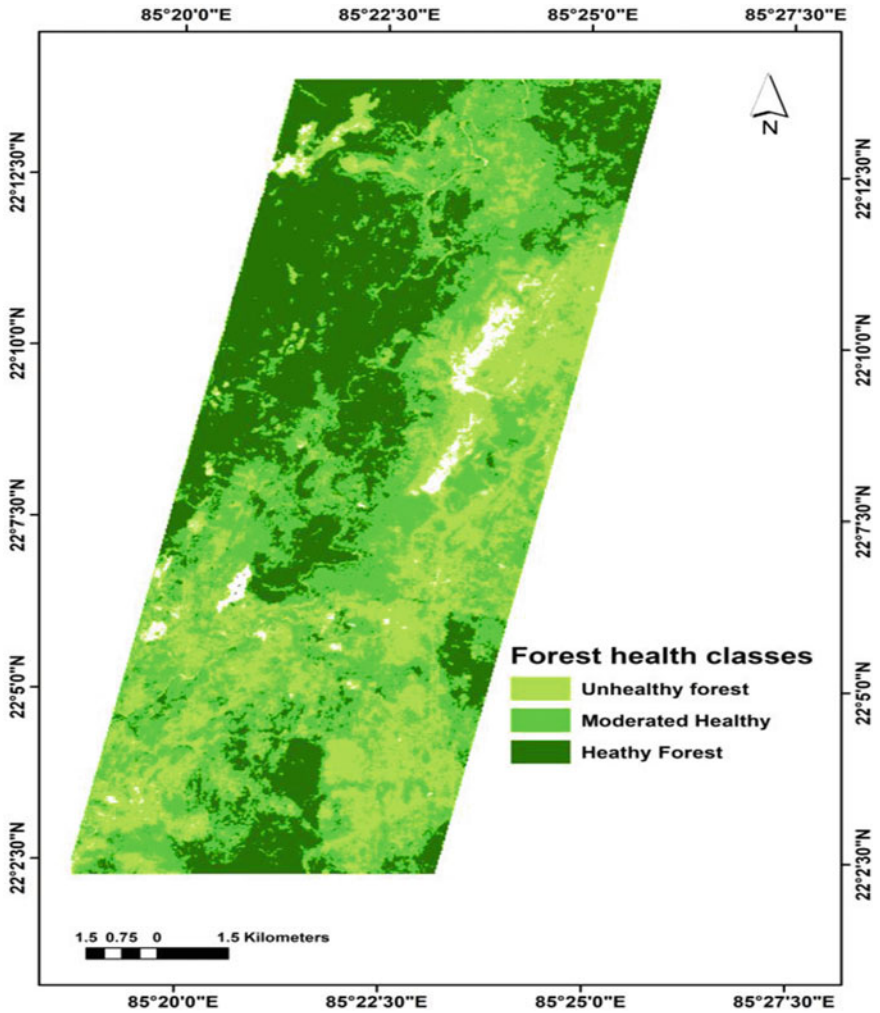 85°20'0"E 85°22'30"E 85°25'0"E 85°27'30"E
N
22°12'30"N 22°12'30"N
22°10'0"N 22°10'0"N
22°7'30"N 22°7'30"N
22°5'0"N 22°5'0"N
22°2'30"N 22°2'30"N
Forest health classes
Unhealthy forest
Moderated Healthy
Heathy Forest
1.5 0.75 0 1.5 Kilometers
85°20'0"E 85°22'30"E 85°25'0"E 85°27'30"E